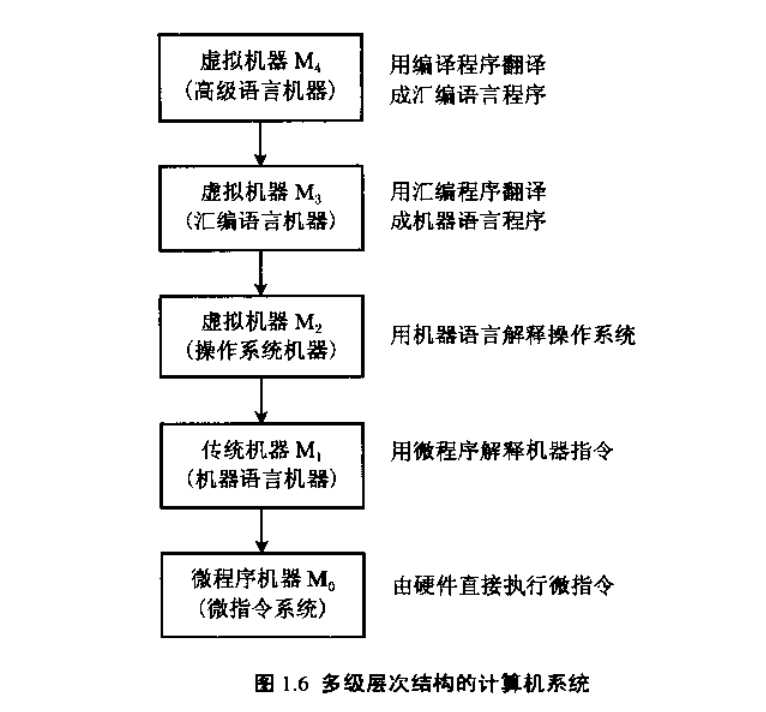 虚拟机器 M₄
(高级语言机器)
用编译程序翻译
成汇编语言程序
虚拟机器 M₃
(汇编语言机器)
用汇编程序翻译
成机器语言程序
虚拟机器 M₂
(操作系统机器)
用机器语言解释操作系统
传统机器 M₁
(机器语言机器)
用微程序解释机器指令
微程序机器 M₀
(微指令系统)
由硬件直接执行微指令
图 1.6 多级层次结构的计算机系统